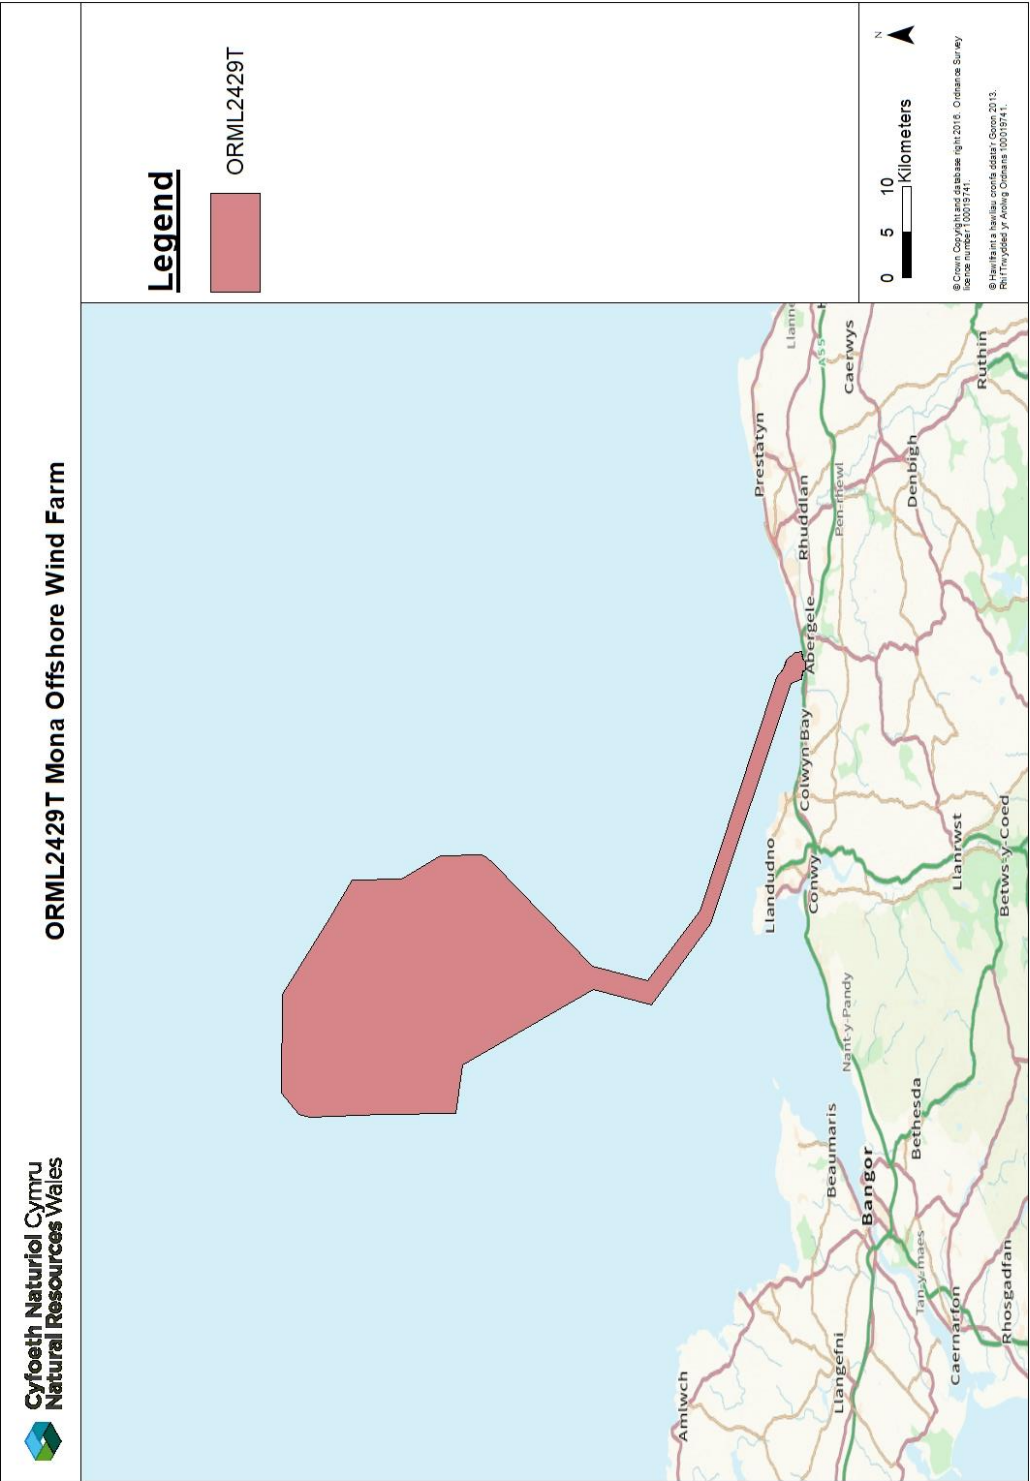 Cyfoeth Naturiol Cymru
Natural Resources Wales
ORML2429T Mona Offshore Wind Farm
Legend
ORML2429T
Amlwch
Llangefni
Beaumaris
Bangor
Bethesda
Tan-y-maes
Caernarfon
Rhosgadfan
Nant-y-Pandy
Llandudno
Conwy
Colwyn Bay
Llanrwst
Betws-y-Coed
Abergele
Rhuddlan
Prestatyn
Pen-rhewl
Denbigh
A55
Caerwys
Ruthin
N
0 5 10
Kilometers
© Crown Copyright and database right 2016. Ordnance Survey
licence number 100019741.
© Hawlfraint a hawliau cronfa ddata'r Goron 2013.
Rhif Trwydded yr Arolwg Ordnans 100019741.